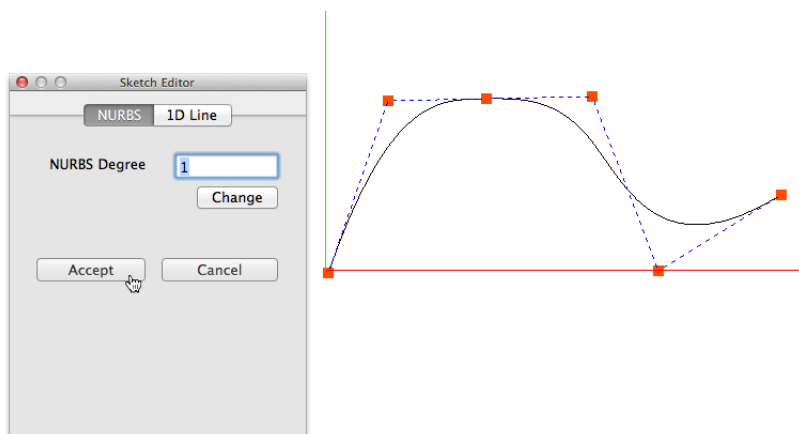 Sketch Editor
NURBS 1D Line
NURBS Degree 1
Change
Accept Cancel